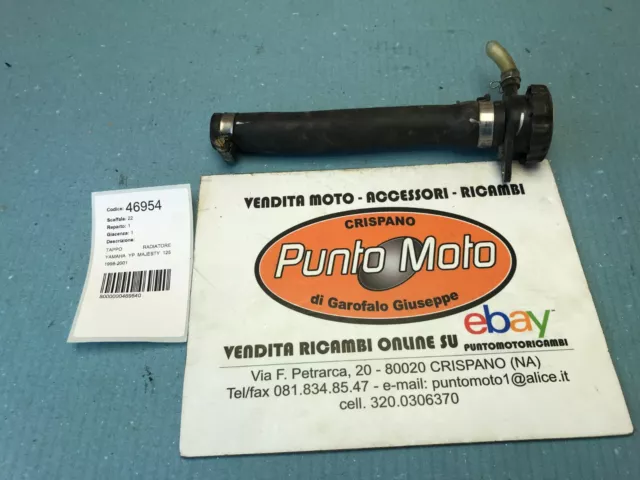 Codice: 46954
Scaffale: 22
Reparto: 1
Giacenza: 1
Descrizione:
TAPPO RADIATORE
YAMAHA YP MAJESTY 125
1998-2001
8000000469540
VENDITA MOTO - ACCESSORI - RICAMBI
CRISPANO
Punto Moto
di Garofalo Giuseppe
ebay
VENDITA RICAMBI ONLINE SU PUNTOMOTORICAMBI
Via F. Petrarca, 20 - 80020 CRISPANO (NA)
Tel/fax 081.834.85.47 - e-mail: puntomoto1@alice.it
cell. 320.0306370